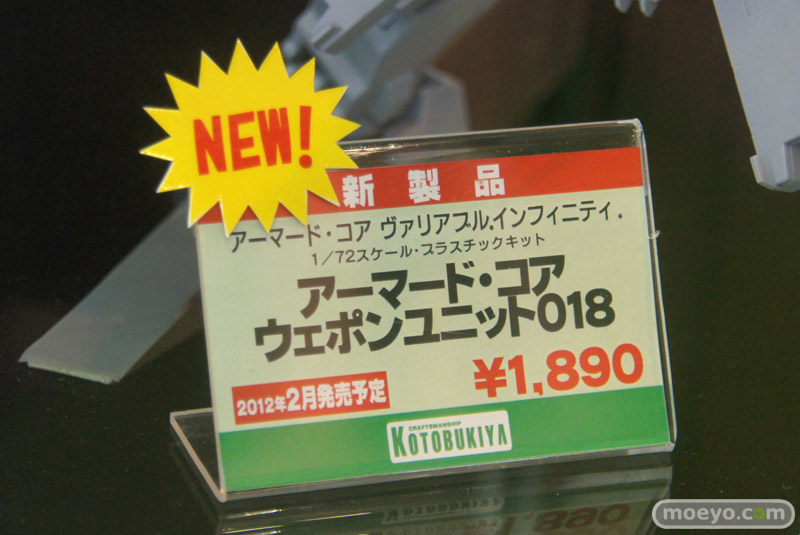 NEW!
新製品
アーマード・コア ヴァリアブル.インフィニティ.
1/72スケール・プラスチックキット
アーマード・コア
ウェポンユニット018
¥1,890
2012年2月発売予定
CRAFTSMANSHIP
KOTOBUKIYA
moeyo.com